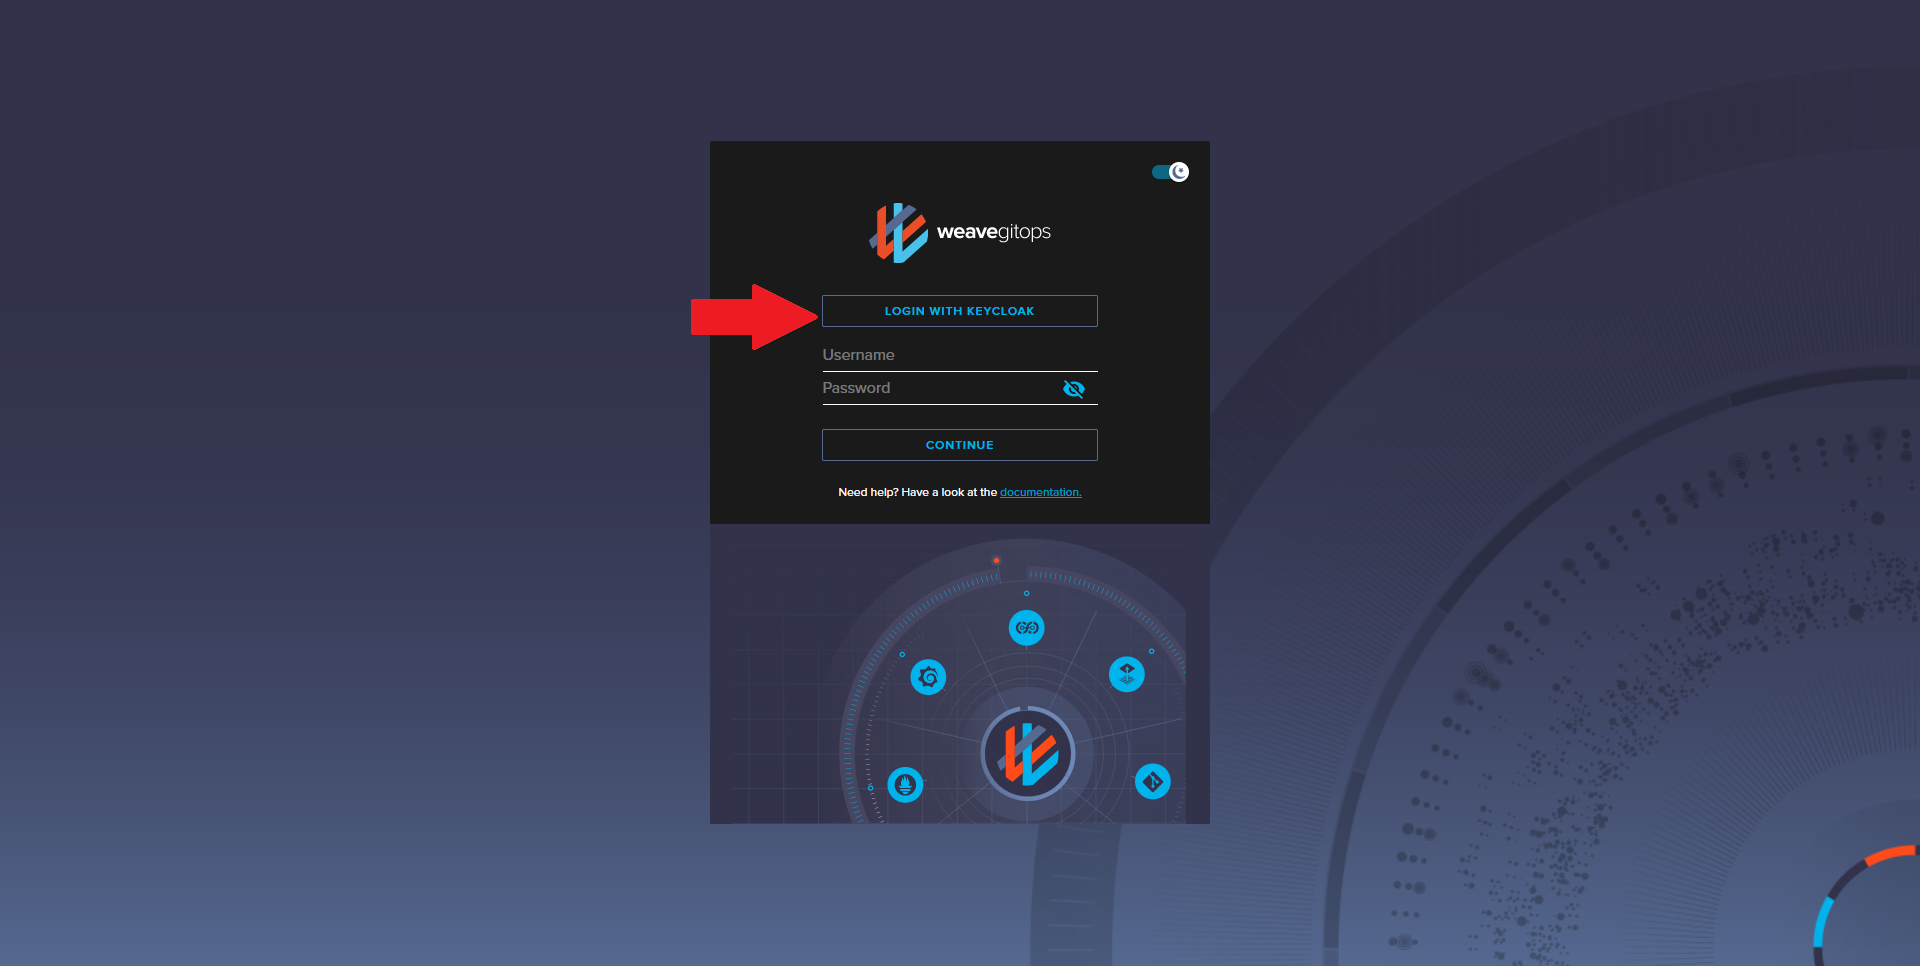 weavegitops
LOGIN WITH KEYCLOAK
Username
Password
CONTINUE
Need help? Have a look at the documentation.